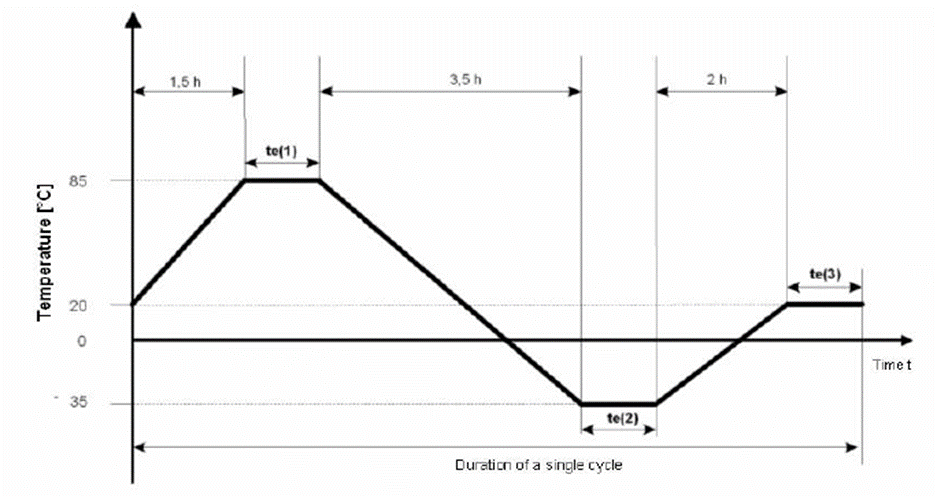 1,5 h
3,5 h
2 h
te(1)
85
te(3)
20
0
Time t
- 35
te(2)
Duration of a single cycle
Temperature [°C]